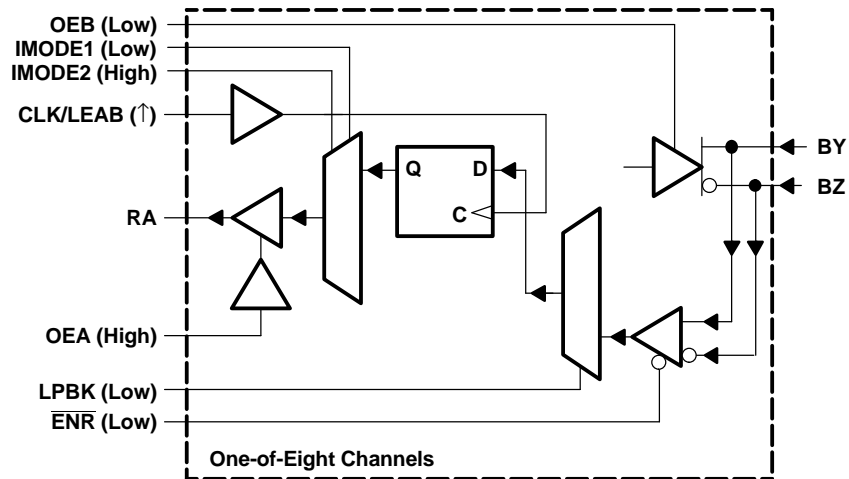 OEB (Low)
IMODE1 (Low)
IMODE2 (High)
CLK/LEAB (↑)
BY
Q D
BZ
C
RA
OEA (High)
LPBK (Low)
E̅N̅R̅ (Low)
One-of-Eight Channels